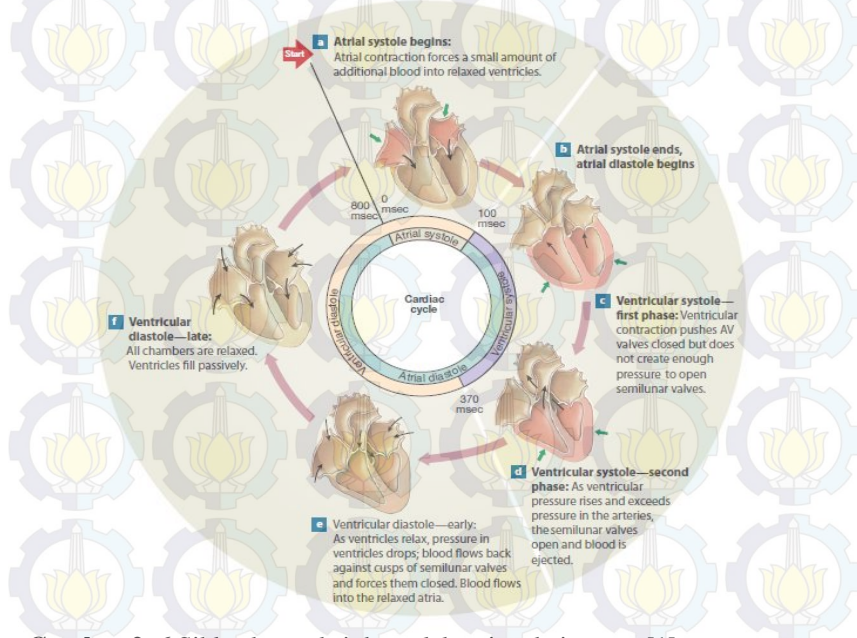 Start
a Atrial systole begins:
Atrial contraction forces a small amount of
additional blood into relaxed ventricles.
b Atrial systole ends,
atrial diastole begins
800 msec
0 msec
100 msec
Atrial systole
Cardiac
cycle
Ventricular systole
Ventricular diastole
Atrial diastole
370 msec
c Ventricular systole—
first phase: Ventricular
contraction pushes AV
valves closed but does
not create enough
pressure to open
semilunar valves.
f Ventricular
diastole—late:
All chambers are relaxed.
Ventricles fill passively.
d Ventricular systole—second
phase: As ventricular
pressure rises and exceeds
pressure in the arteries,
the semilunar valves
open and blood is
ejected.
e Ventricular diastole—early:
As ventricles relax, pressure in
ventricles drops; blood flows back
against cusps of semilunar valves
and forces them closed. Blood flows
into the relaxed atria.